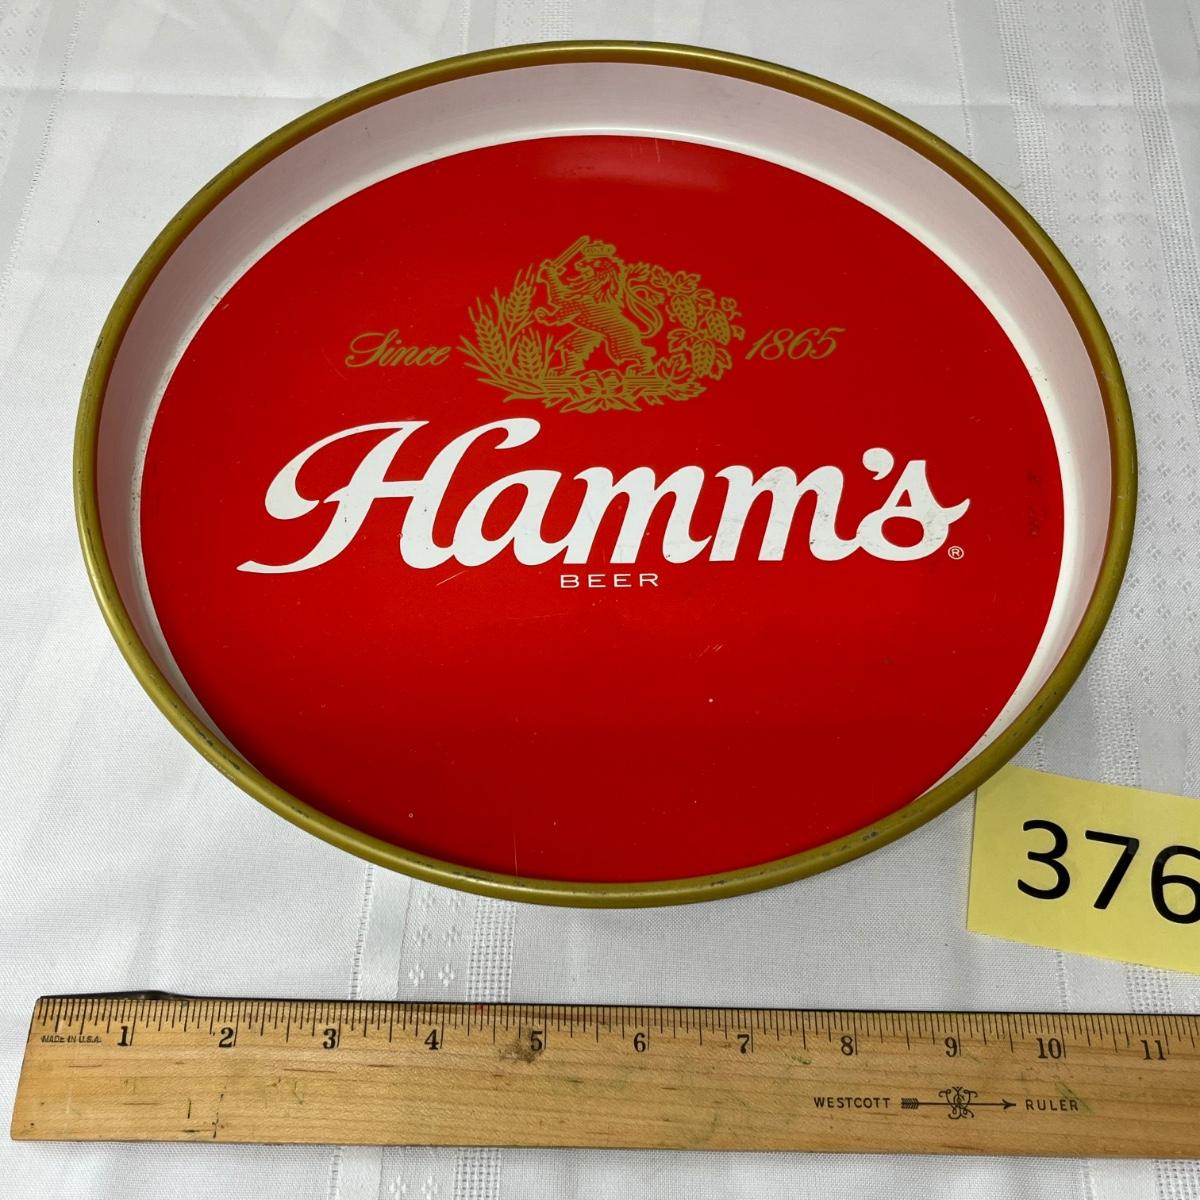 Since 1865
Hamm's®
BEER
376
1 2 3 4 5 6 7 8 9 10 11
MADE IN U.S.A.
WESTCOTT RULER